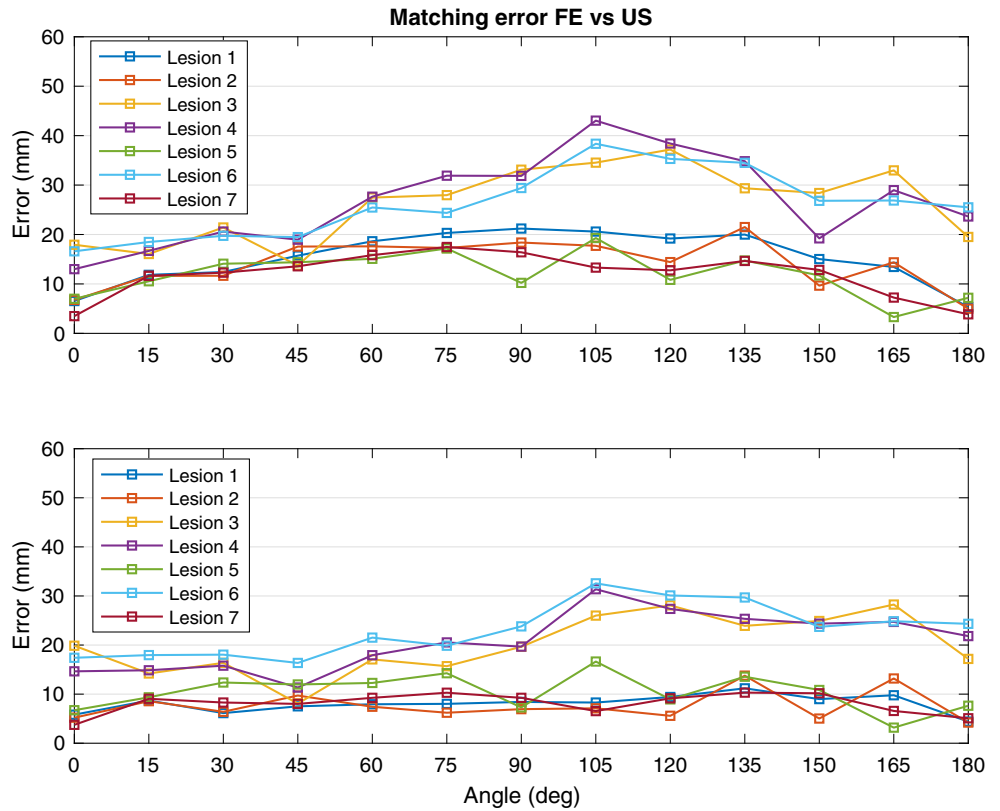 Matching error FE vs US
60
50
40
30
20
10
0
Error (mm)
Lesion 1
Lesion 2
Lesion 3
Lesion 4
Lesion 5
Lesion 6
Lesion 7
0 15 30 45 60 75 90 105 120 135 150 165 180
60
50
40
30
20
10
0
Error (mm)
Lesion 1
Lesion 2
Lesion 3
Lesion 4
Lesion 5
Lesion 6
Lesion 7
0 15 30 45 60 75 90 105 120 135 150 165 180
Angle (deg)